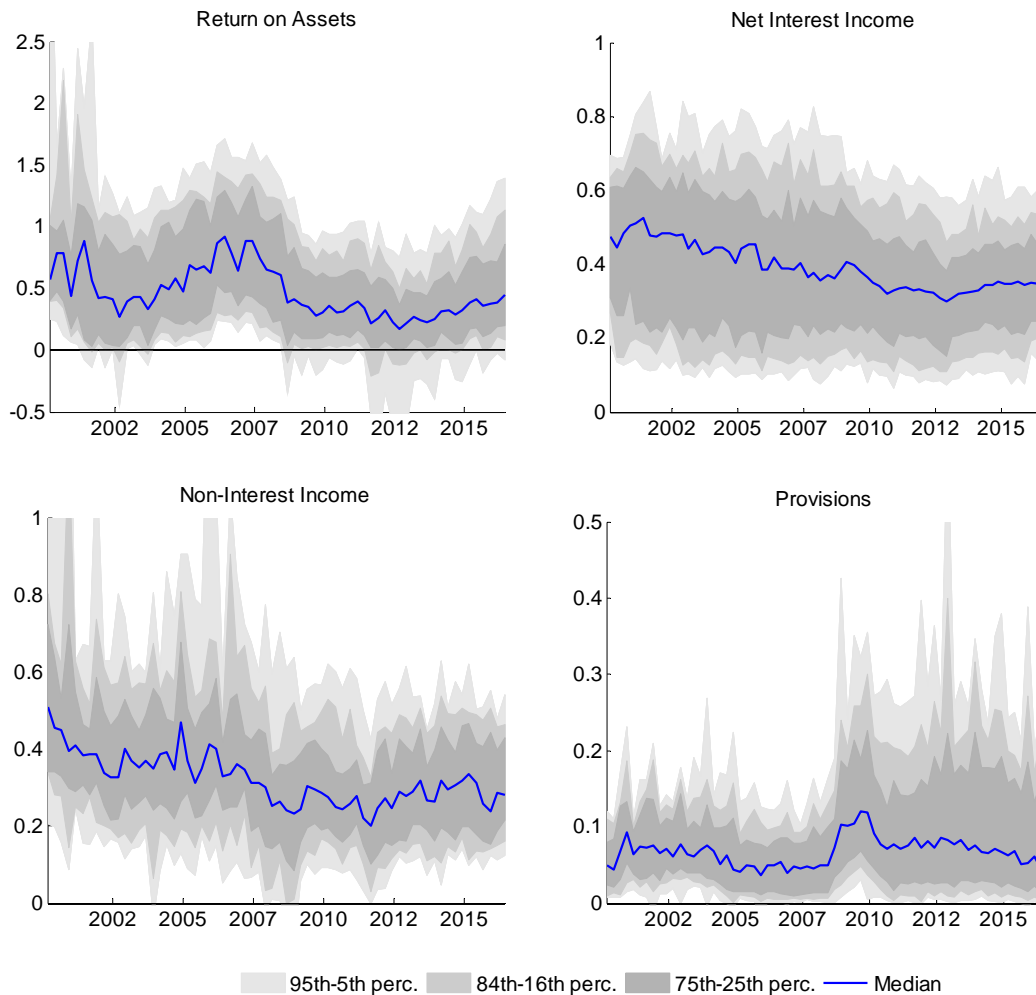 Return on Assets
2.5
2
1.5
1
0.5
0
-0.5
2002 2005 2007 2010 2012 2015
Net Interest Income
1
0.8
0.6
0.4
0.2
0
2002 2005 2007 2010 2012 2015
Non-Interest Income
1
0.8
0.6
0.4
0.2
0
2002 2005 2007 2010 2012 2015
Provisions
0.5
0.4
0.3
0.2
0.1
0
2002 2005 2007 2010 2012 2015
95th-5th perc. 84th-16th perc. 75th-25th perc. Median